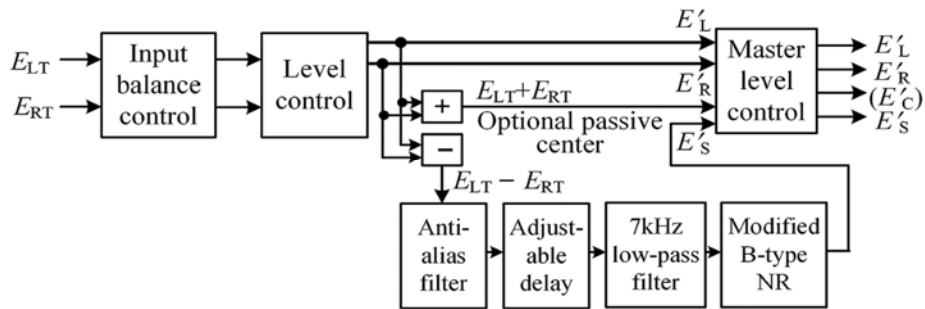 E_LT
E_RT
Input
balance
control
Level
control
E′_L
E′_R
+
E_LT+E_RT
Optional passive
center
−
E_LT − E_RT
E′_S
Master
level
control
E′_L
E′_R
(E′_C)
E′_S
Anti-
alias
filter
Adjust-
able
delay
7kHz
low-pass
filter
Modified
B-type
NR